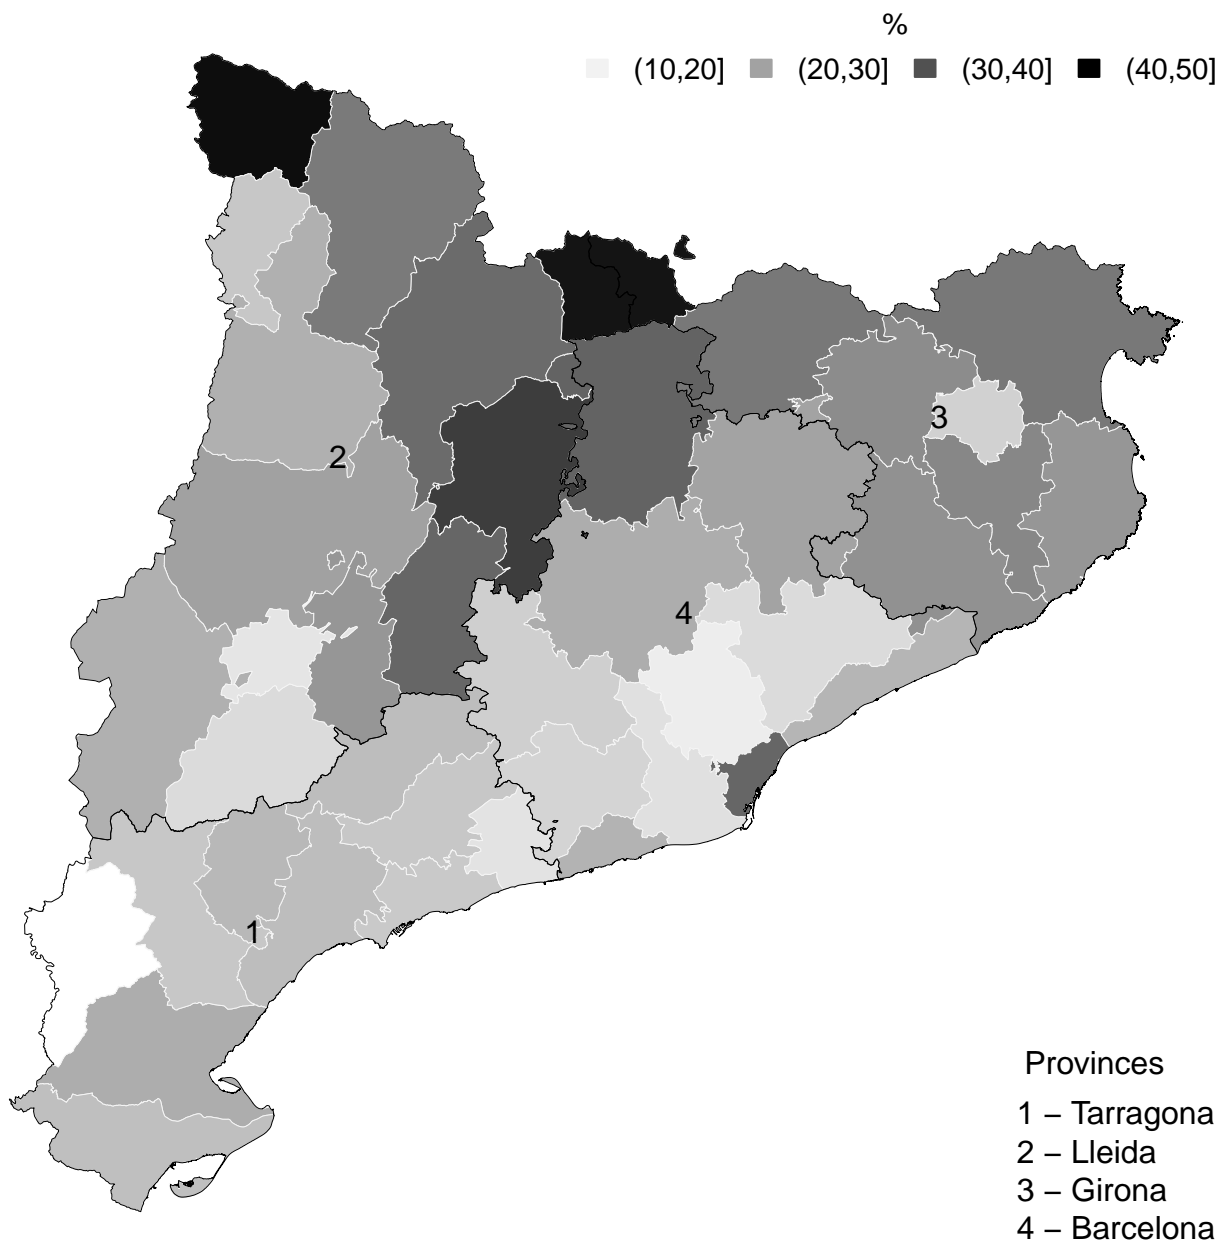 %
(10,20] (20,30] (30,40] (40,50]
3
2
4
1
Provinces
1 – Tarragona
2 – Lleida
3 – Girona
4 – Barcelona